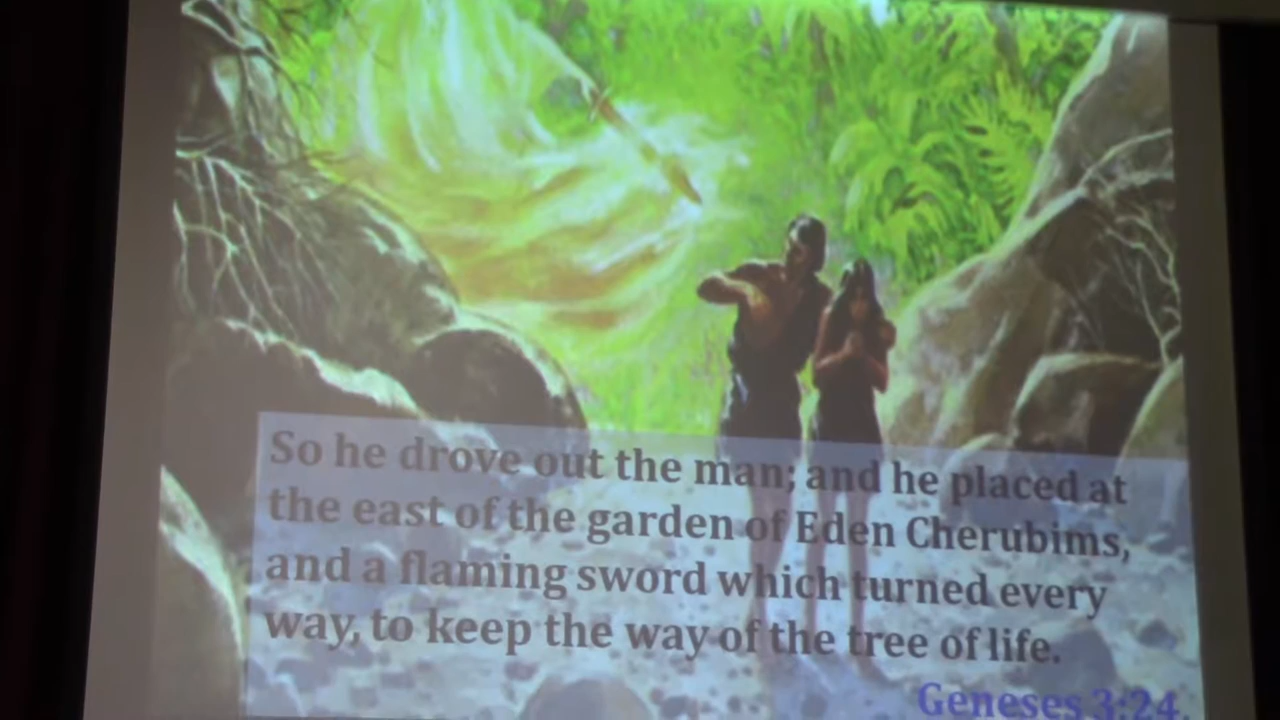 So he drove out the man; and he placed at
the east of the garden of Eden Cherubims,
and a flaming sword which turned every
way, to keep the way of the tree of life.
Geneses 3:24